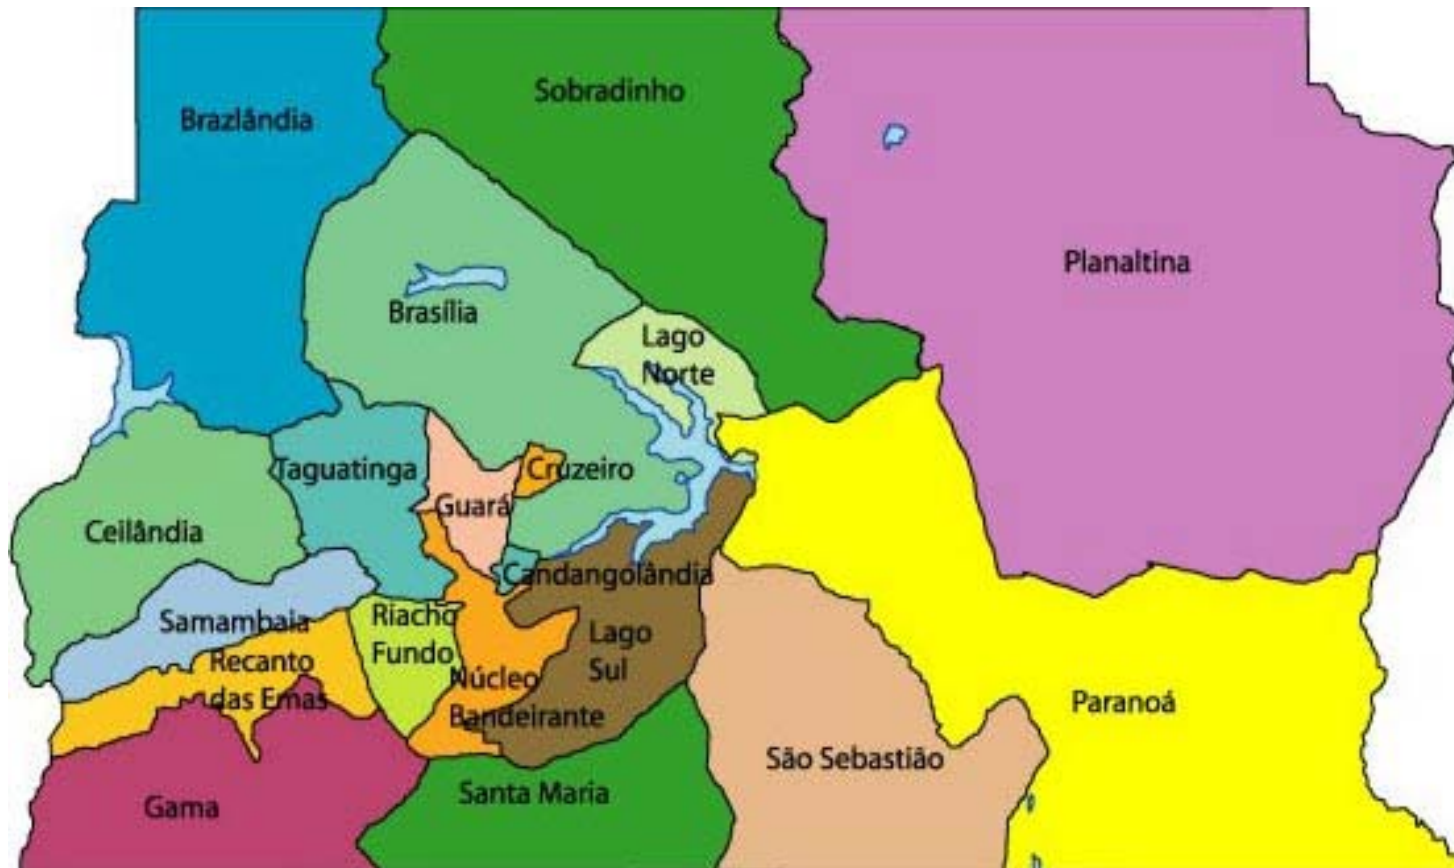 Sobradinho
Brazlândia
Planaltina
Brasília
Lago
Norte
Taguatinga
Cruzeiro
Guará
Ceilândia
Candangolândia
Samambaia
Riacho
Fundo
Lago
Sul
Recanto
das Emas
Núcleo
Bandeirante
Paranoá
São Sebastião
Santa Maria
Gama